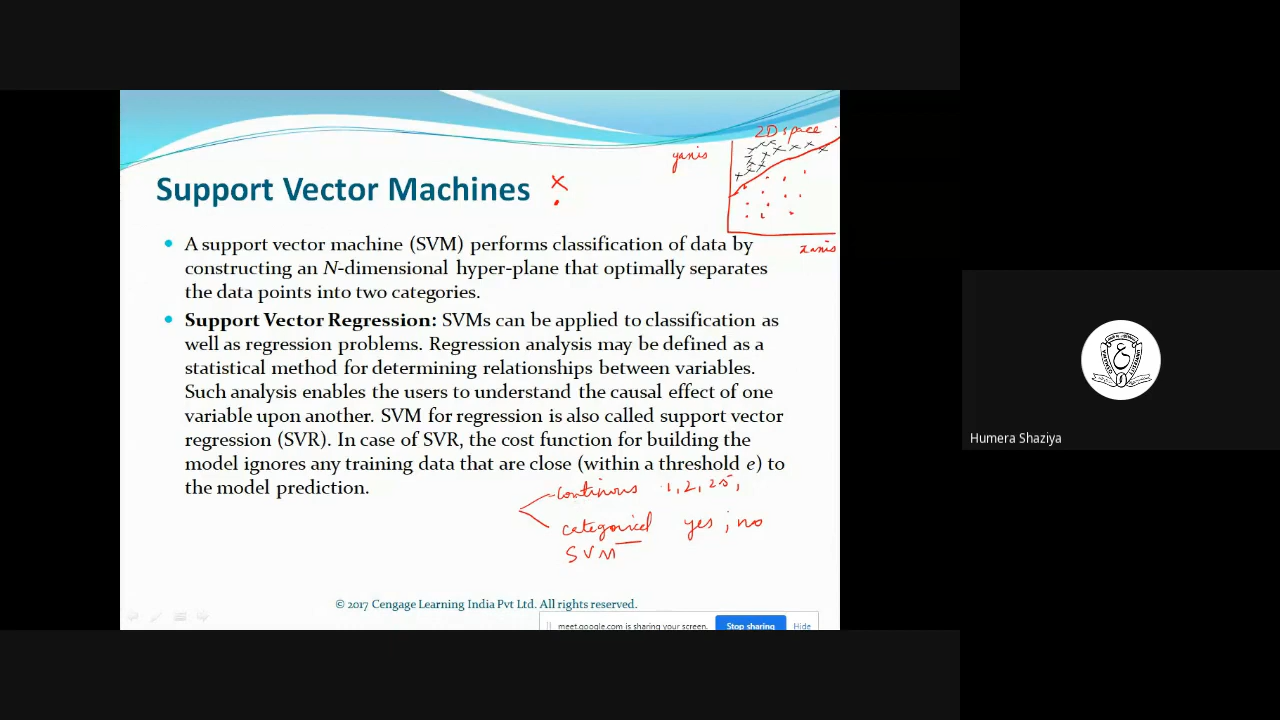 2D space
yaxis
Support Vector Machines
x
xaxis
• A support vector machine (SVM) performs classification of data by
constructing an N-dimensional hyper-plane that optimally separates
the data points into two categories.
• Support Vector Regression: SVMs can be applied to classification as
well as regression problems. Regression analysis may be defined as a
statistical method for determining relationships between variables.
Such analysis enables the users to understand the causal effect of one
variable upon another. SVM for regression is also called support vector
regression (SVR). In case of SVR, the cost function for building the
model ignores any training data that are close (within a threshold e) to
the model prediction.
continous 1, 2, 25,
categorical yes ; no
SVM
© 2017 Cengage Learning India Pvt Ltd. All rights reserved.
meet.google.com is sharing your screen. Stop sharing Hide
Humera Shaziya